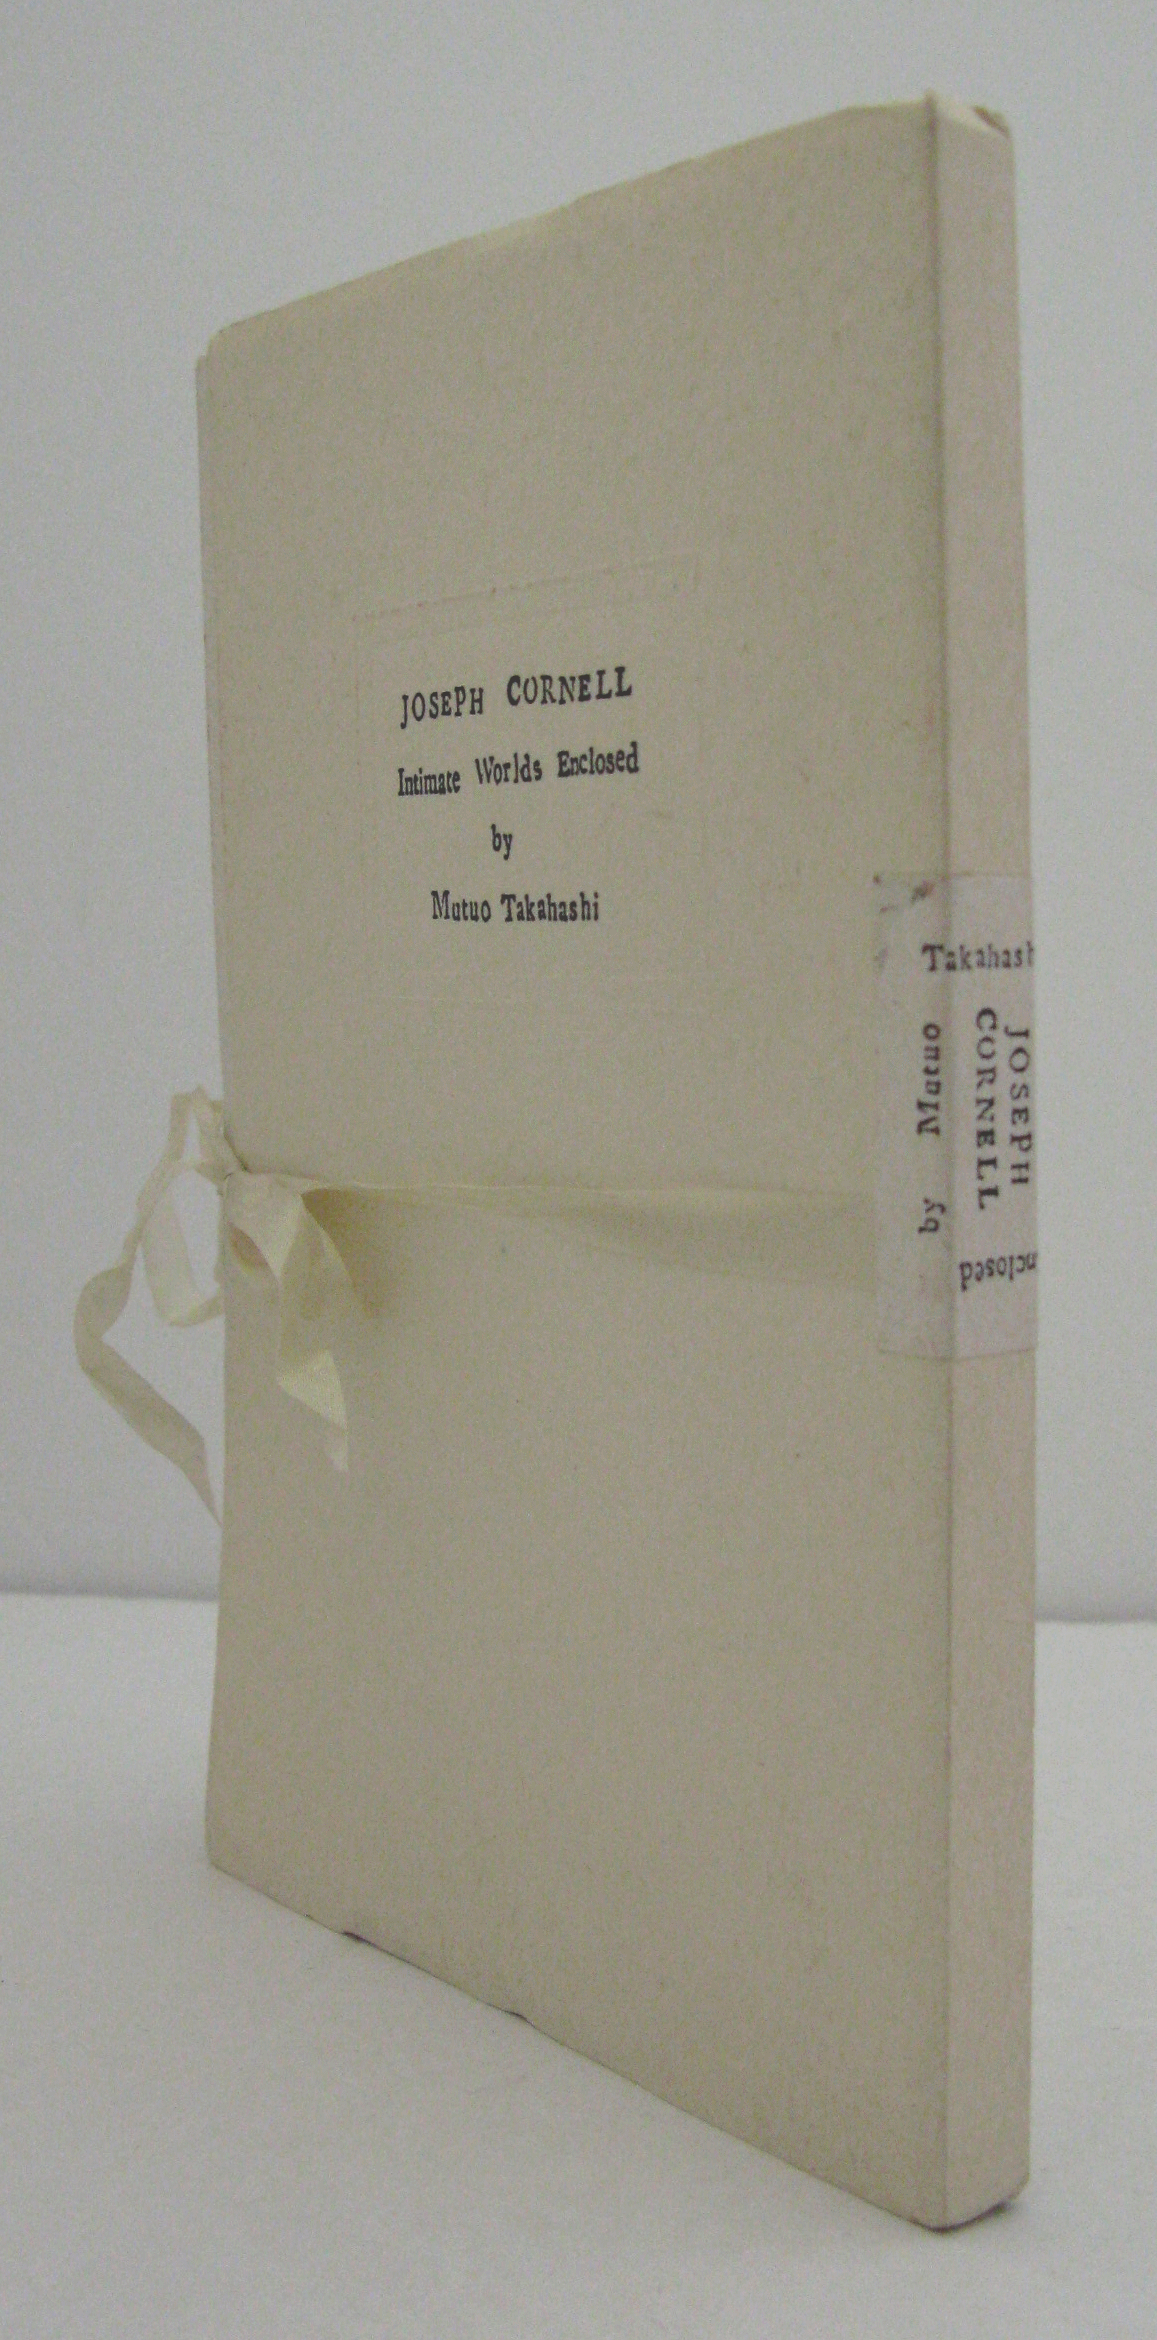 JOSEPH CORNELL
Intimate Worlds Enclosed
by
Mutuo Takahashi
Takahash
by Mutuo
JOSEPH
CORNELL
nclosed